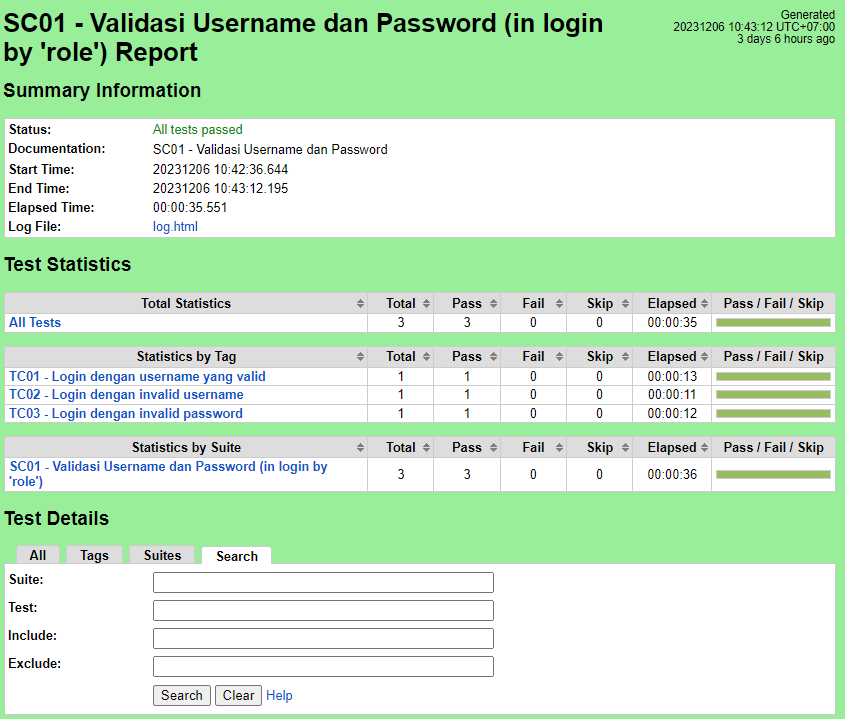 SC01 - Validasi Username dan Password (in login
by 'role') Report
Generated
20231206 10:43:12 UTC+07:00
3 days 6 hours ago
Summary Information
Status: All tests passed
Documentation: SC01 - Validasi Username dan Password
Start Time: 20231206 10:42:36.644
End Time: 20231206 10:43:12.195
Elapsed Time: 00:00:35.551
Log File: log.html
Test Statistics
Total Statistics Total Pass Fail Skip Elapsed Pass / Fail / Skip
All Tests 3 3 0 0 00:00:35
Statistics by Tag Total Pass Fail Skip Elapsed Pass / Fail / Skip
TC01 - Login dengan username yang valid 1 1 0 0 00:00:13
TC02 - Login dengan invalid username 1 1 0 0 00:00:11
TC03 - Login dengan invalid password 1 1 0 0 00:00:12
Statistics by Suite Total Pass Fail Skip Elapsed Pass / Fail / Skip
SC01 - Validasi Username dan Password (in login by
'role') 3 3 0 0 00:00:36
Test Details
All Tags Suites Search
Suite:
Test:
Include:
Exclude:
Search Clear Help